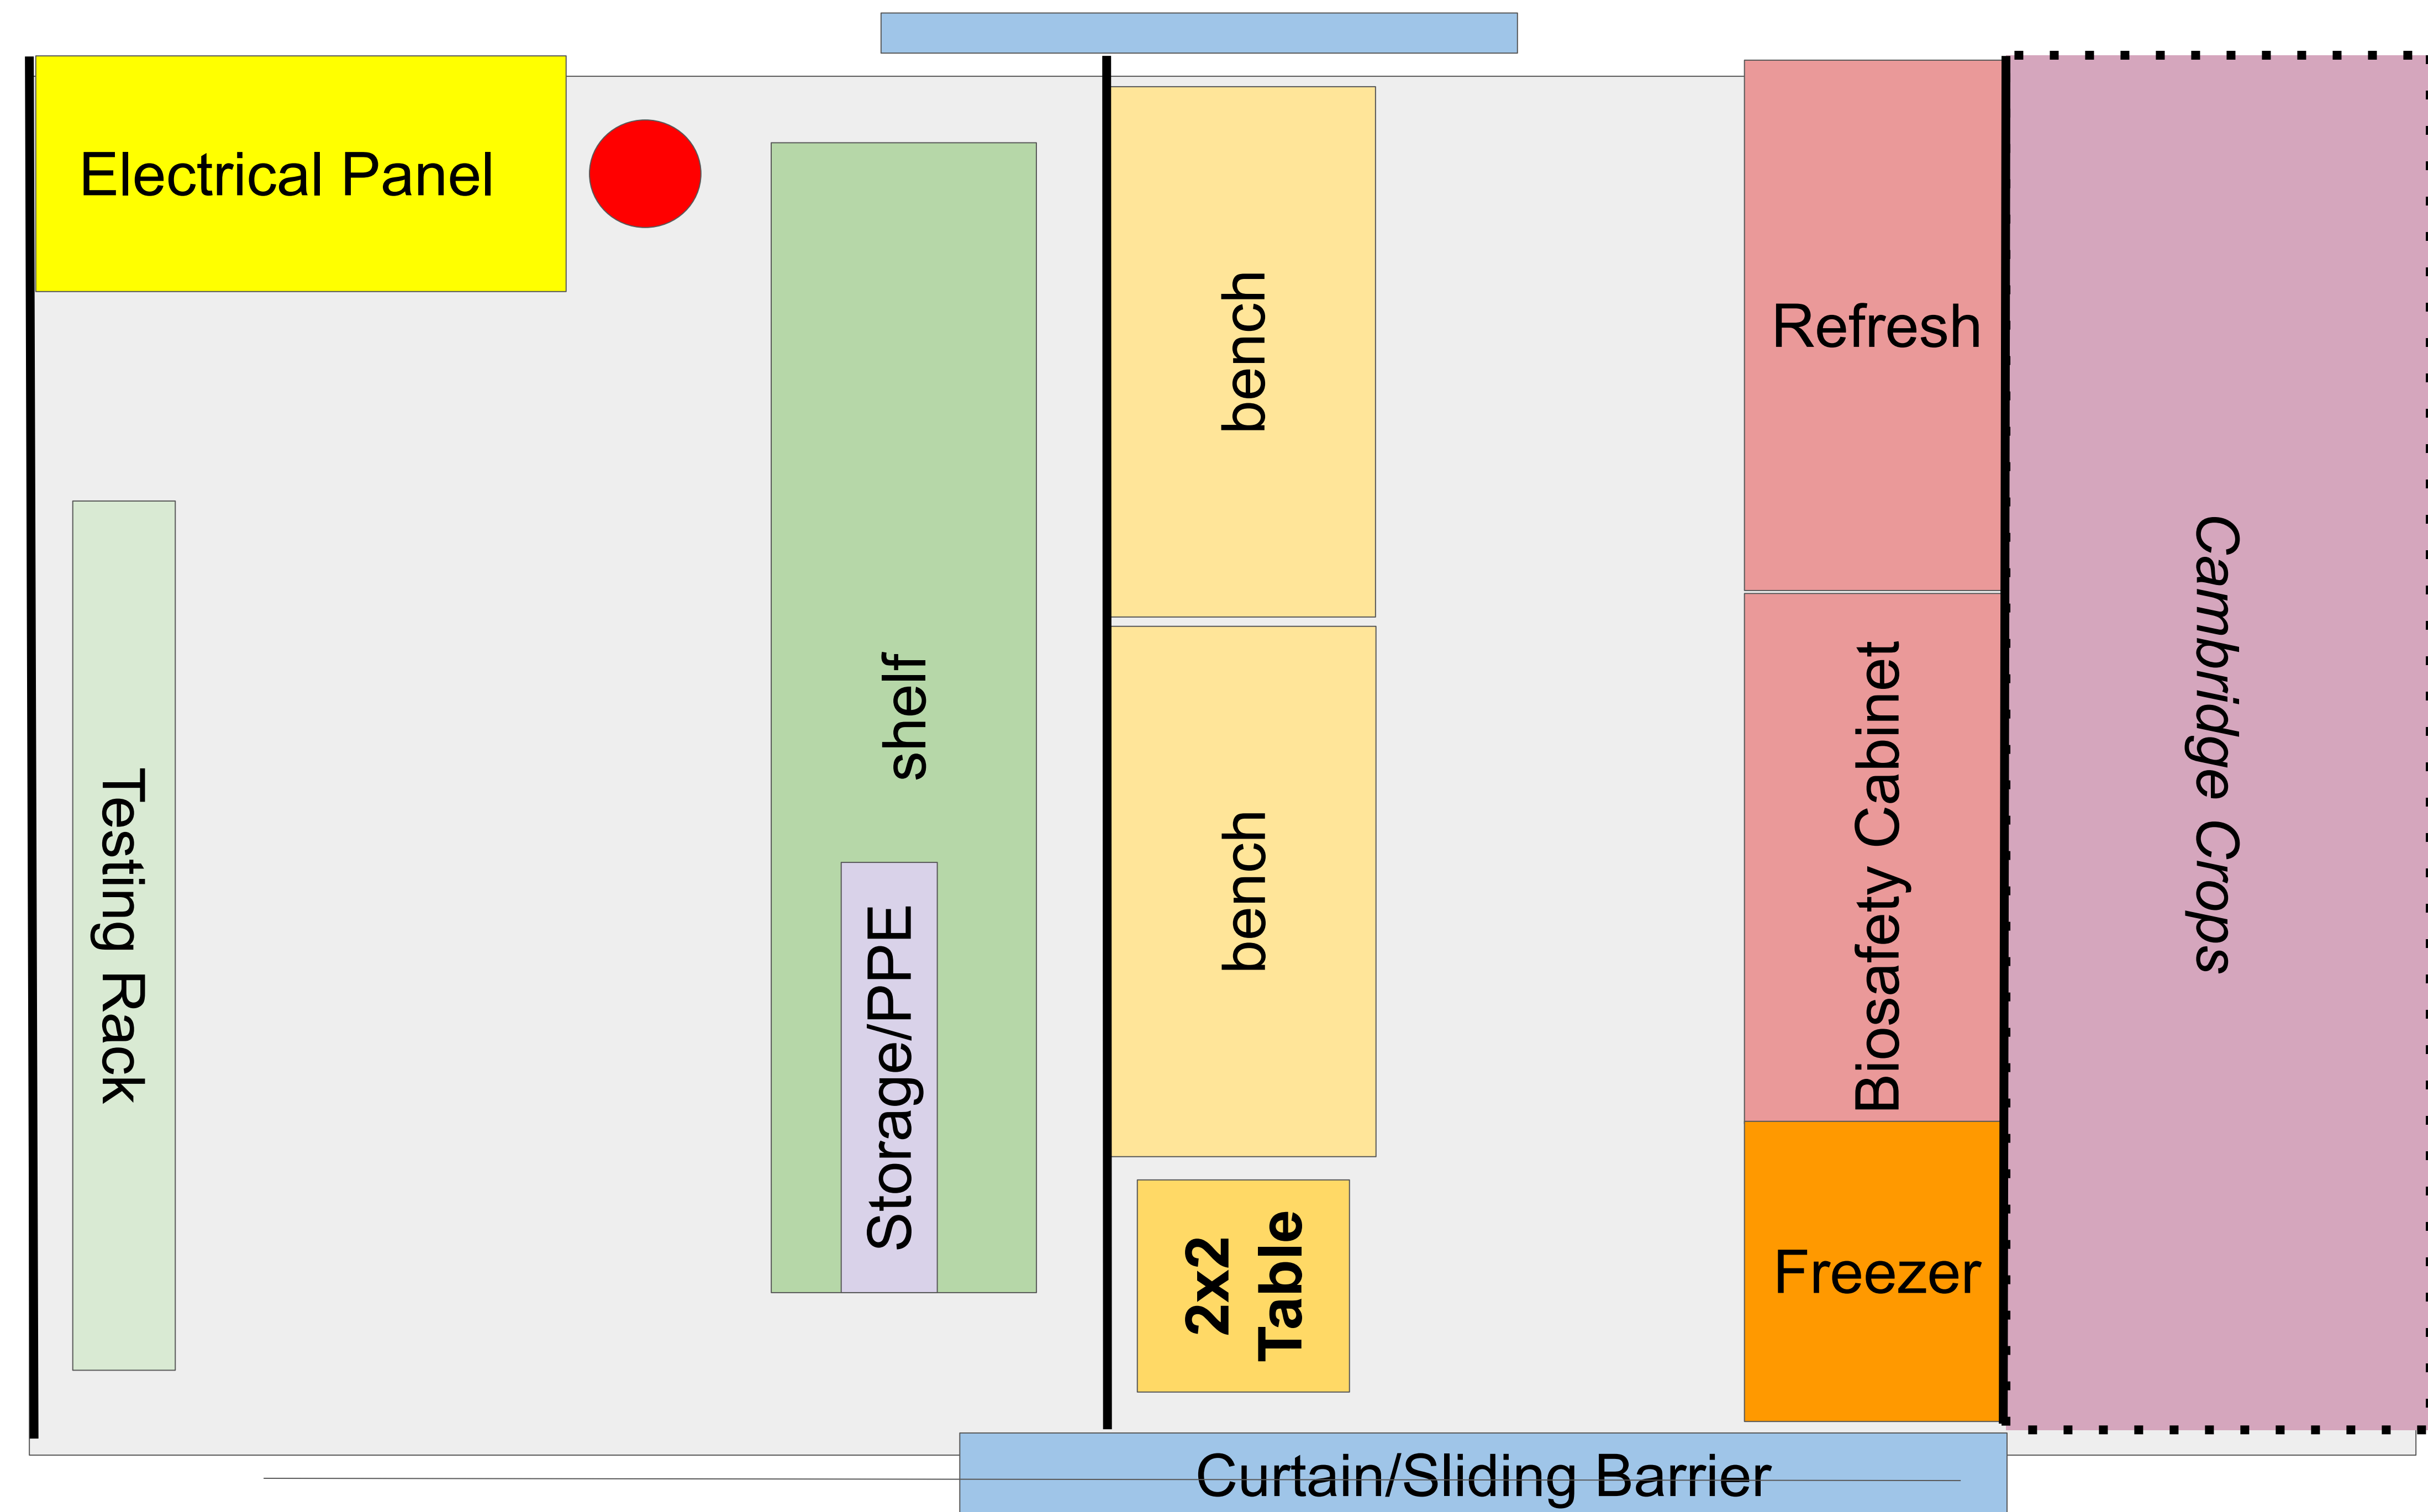 Electrical Panel
Testing Rack
shelf
Storage/PPE
bench
bench
2x2
Table
Refresh
Biosafety Cabinet
Freezer
Cambridge Crops
Curtain/Sliding Barrier